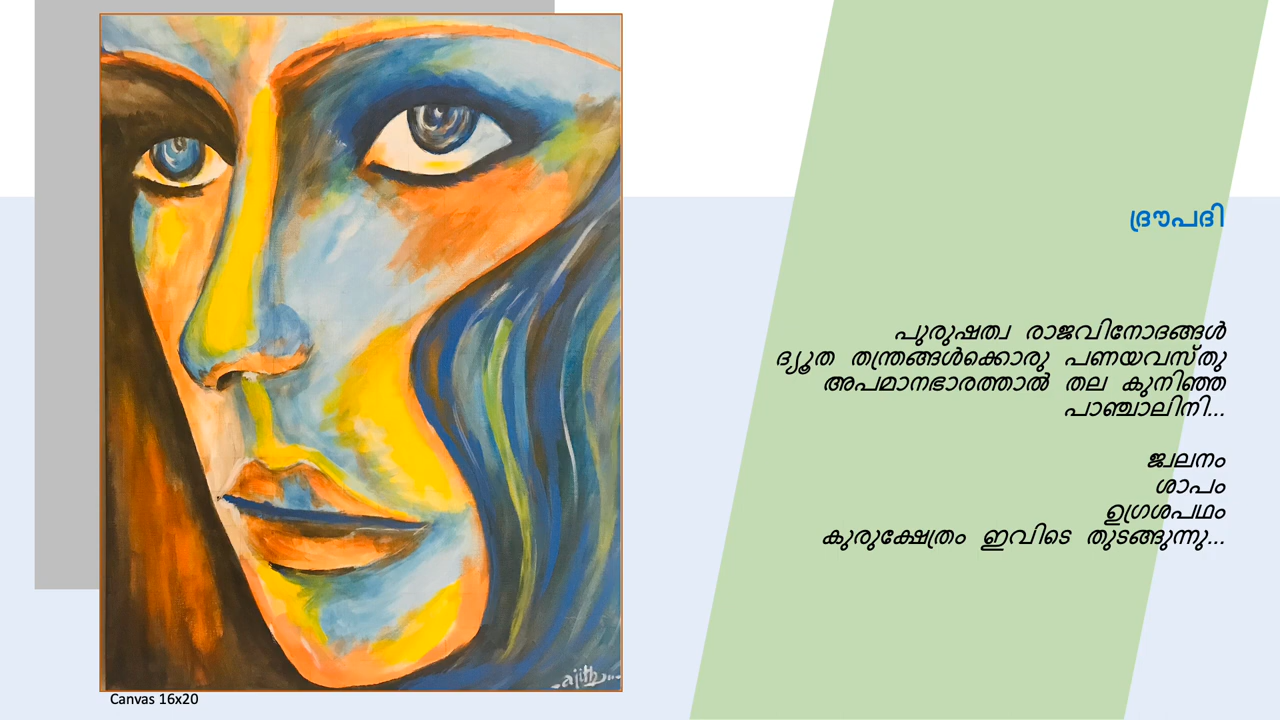 ദ്രൗപദി
പുരുഷത്വ രാജവിനോദങ്ങൾ
ദ്യൂത തന്ത്രങ്ങൾക്കൊരു പണയവസ്തു
അപമാനഭാരത്താൽ തല കുനിഞ്ഞ
പാഞ്ചാലിനി...
ജ്വലനം
ശാപം
ഉഗ്രശപഥം
കുരുക്ഷേത്രം ഇവിടെ തുടങ്ങുന്നു...
ajith
Canvas 16x20